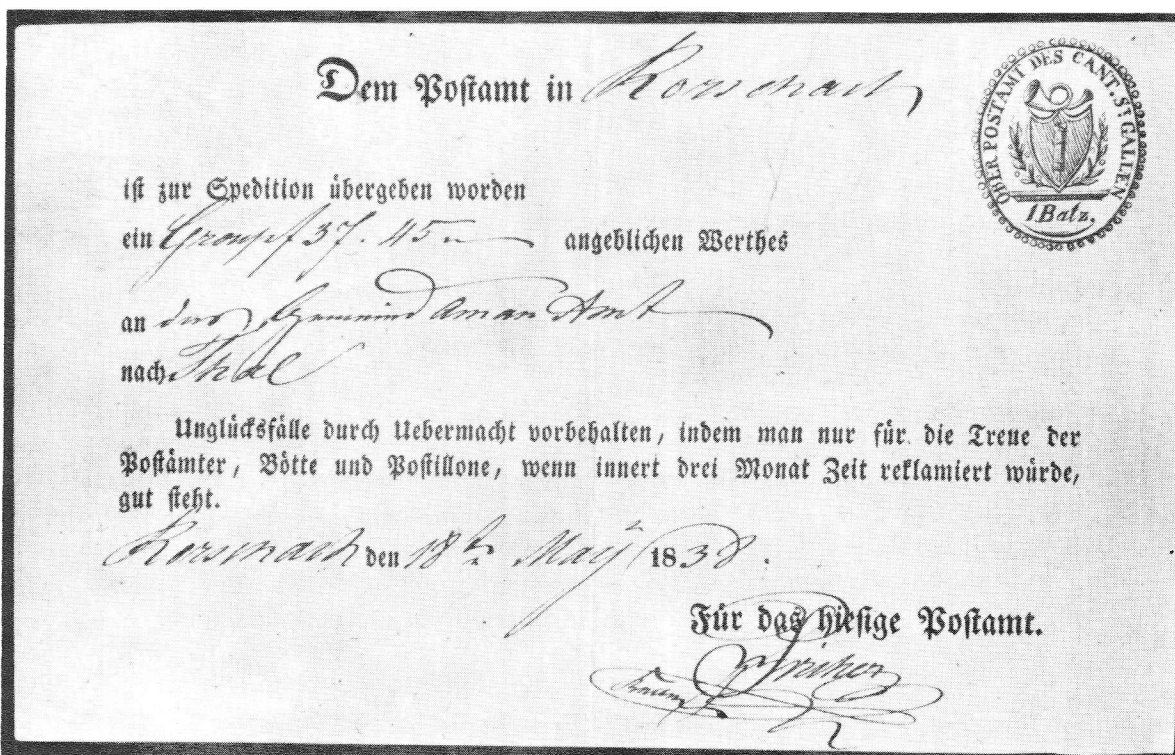 Dem Postamt in Rorschach
OBER POSTAMT DES CANT. St GALLEN
1 Batz.
ist zur Spedition übergeben worden
ein Group f 37. 45 angeblichen Werthes
an das Gemeind Aman Amt
nach Thal
Unglücksfälle durch Uebermacht vorbehalten, indem man nur für die Treue der
Postämter, Bötte und Postillone, wenn innert drei Monat Zeit reklamiert würde,
gut steht.
Rorschach den 18t May 1838.
Für das hiesige Postamt.